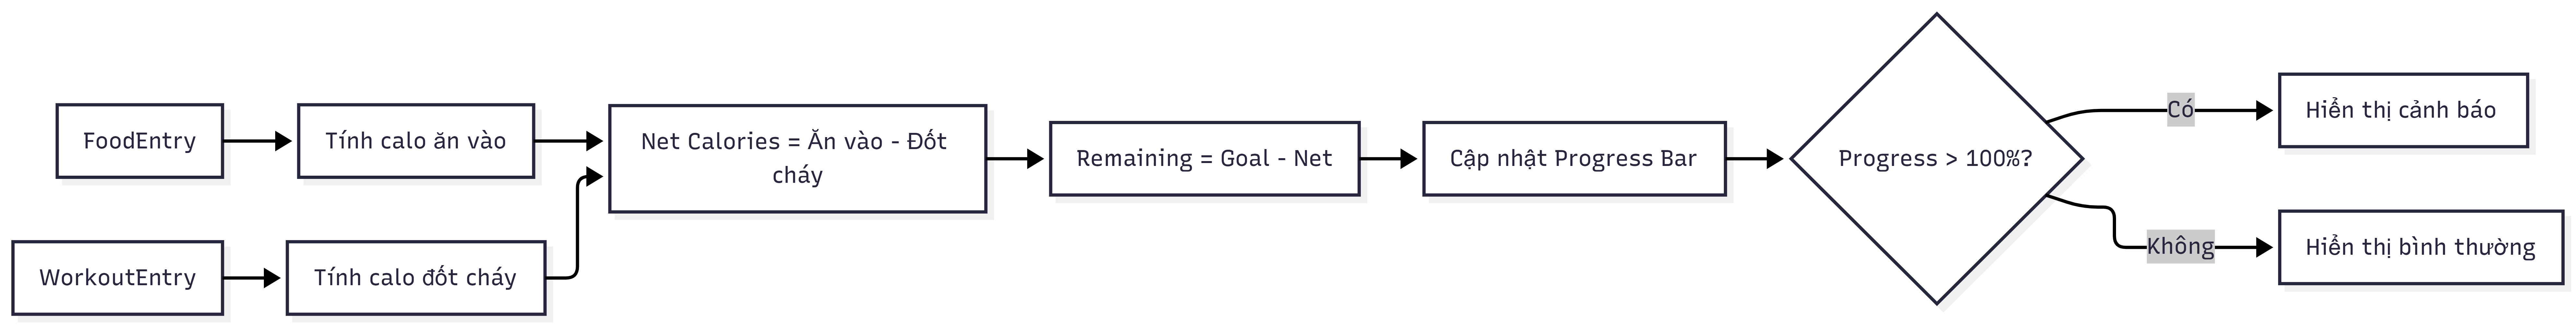 FoodEntry
Tính calo ăn vào
WorkoutEntry
Tính calo đốt cháy
Net Calories = Ăn vào - Đốt
cháy
Remaining = Goal - Net
Cập nhật Progress Bar
Progress > 100%?
Có
Hiển thị cảnh báo
Không
Hiển thị bình thường